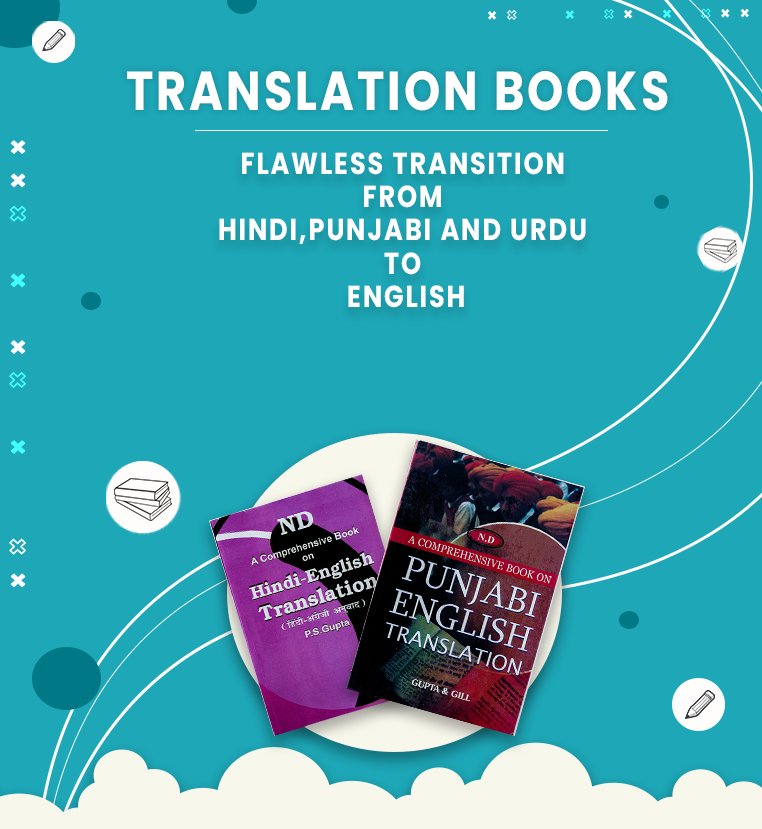 TRANSLATION BOOKS
FLAWLESS TRANSITION
FROM
HINDI,PUNJABI AND URDU
TO
ENGLISH
ND
A Comprehensive Book
on
Hindi-English
Translation
( हिंदी-अंग्रेजी अनुवाद )
P.S Gupta
N.D
A COMPREHENSIVE BOOK ON
PUNJABI
ENGLISH
TRANSLATION
GUPTA & GILL